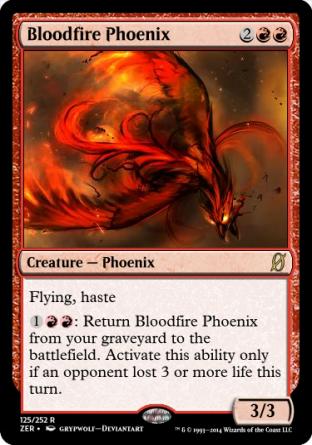 Bloodfire Phoenix 2
Creature — Phoenix
Flying, haste
1: Return Bloodfire Phoenix
from your graveyard to the
battlefield. Activate this ability only
if an opponent lost 3 or more life this
turn.
125/252 R
ZER • GRYPWOLF—DEVIANTART
™ & © 1993–2014 Wizards of the Coast LLC
3/3